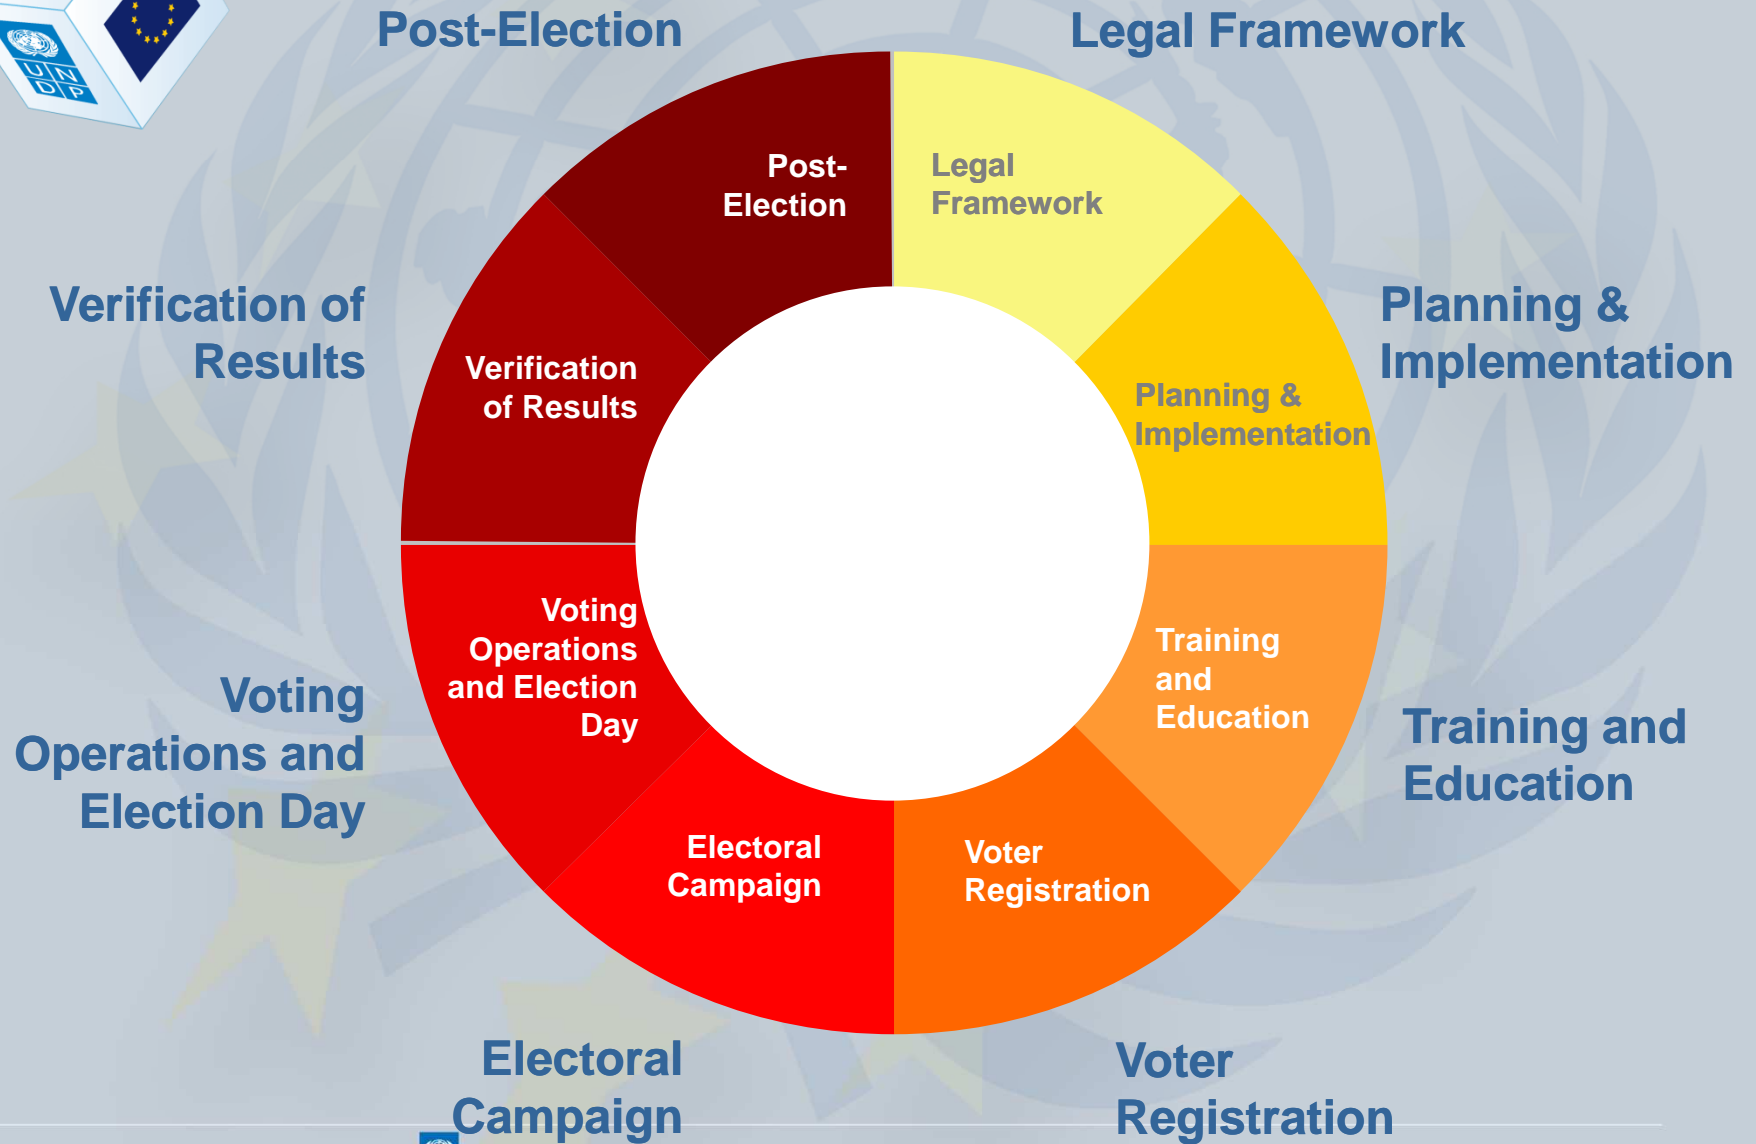 Post-Election
Legal Framework
UN
DP
Post-
Election
Legal
Framework
Verification of
Results
Planning &
Implementation
Verification
of Results
Planning &
Implementation
Voting
Operations
and Election
Day
Training
and
Education
Voting
Operations and
Election Day
Training and
Education
Electoral
Campaign
Voter
Registration
Electoral
Campaign
Voter
Registration